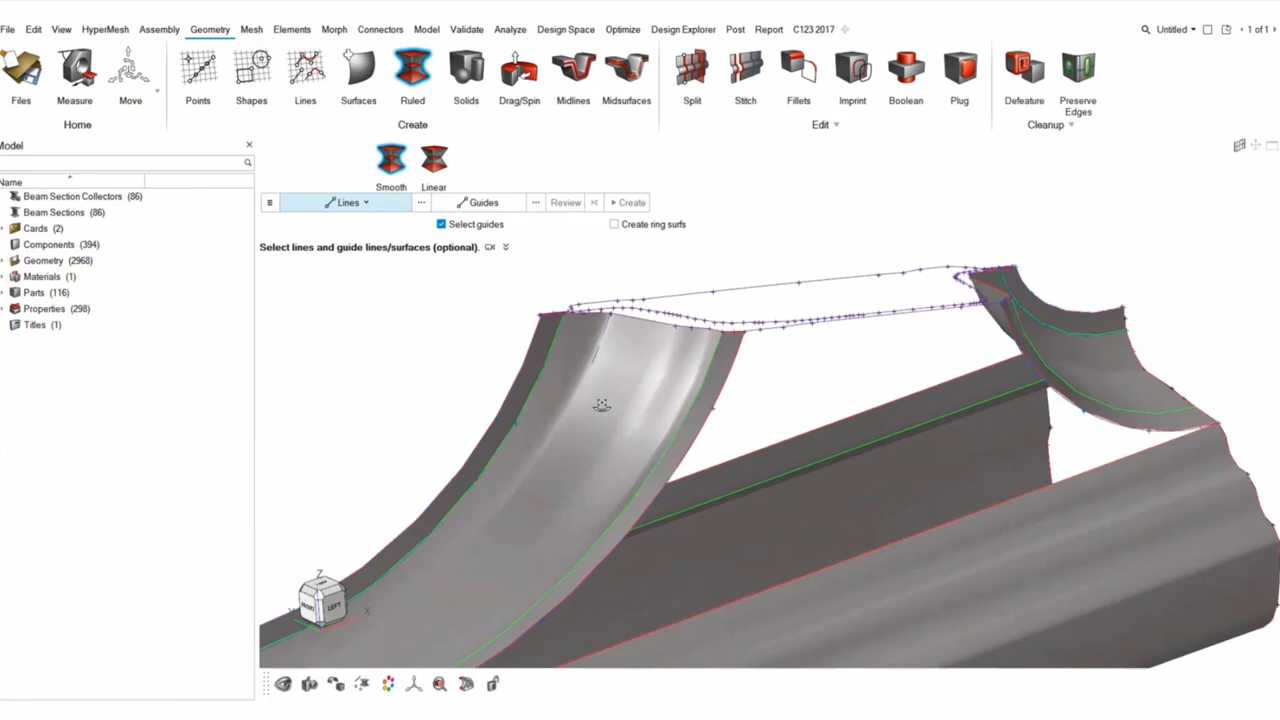 File Edit View HyperMesh Assembly Geometry Mesh Elements Morph Connectors Model Validate Analyze Design Space Optimize Design Explorer Post Report C123 2017 Untitled 1 of 1
Files Measure Move Points Shapes Lines Surfaces Ruled Solids Drag/Spin Midlines Midsurfaces Split Stitch Fillets Imprint Boolean Plug Defeature Preserve Edges
Home Create Edit Cleanup
Model
Name
Beam Section Collectors (86)
Beam Sections (86)
Cards (2)
Components (394)
Geometry (2968)
Materials (1)
Parts (116)
Properties (298)
Titles (1)
Smooth Linear
Lines ... Guides ... Review Create
Select guides Create ring surfs
Select lines and guide lines/surfaces (optional).
Z
LEFT
X